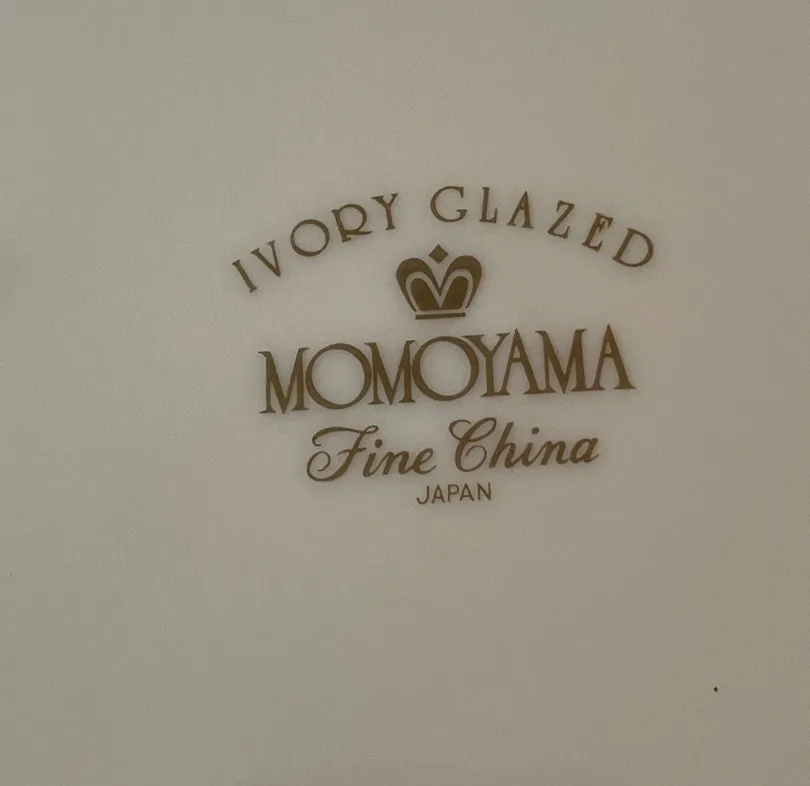 IVORY GLAZED
MOMOYAMA
Fine China
JAPAN